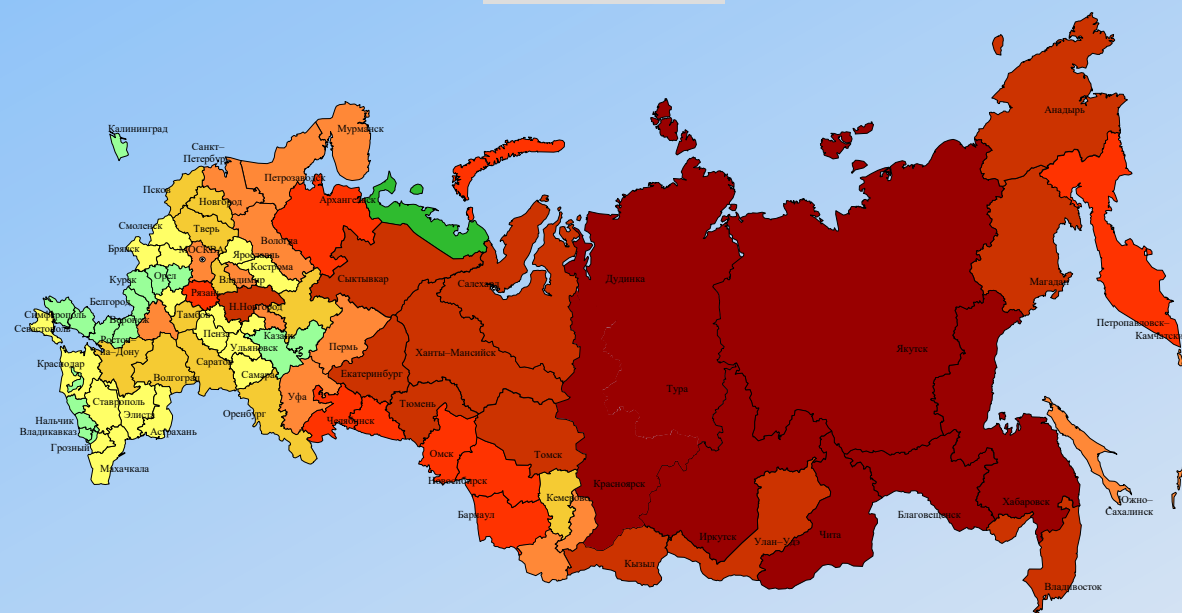 Анадырь
Калининград
Мурманск
Санкт–
Петербург
Петрозаводск
Псков
Новгород
Архангельск
Смоленск
Тверь
Вологда
Брянск
МОСКВА
Ярославль
Кострома
Курск
Орел
Владимир
Сыктывкар
Салехард
Дудинка
Магадан
Рязань
Белгород
Н.Новгород
Симферополь
Воронеж
Тамбов
Севастополь
Пенза
Казань
Петропавловск–
Камчатский
Ростов–
на–Дону
Ульяновск
Пермь
Ханты–Мансийск
Якутск
Краснодар
Саратов
Самара
Екатеринбург
Волгоград
Тура
Ставрополь
Уфа
Тюмень
Элиста
Оренбург
Челябинск
Нальчик
Владикавказ
Астрахань
Грозный
Омск
Томск
Махачкала
Новосибирск
Красноярск
Кемерово
Южно–
Сахалинск
Хабаровск
Барнаул
Благовещенск
Иркутск
Улан–Удэ
Чита
Кызыл
Владивосток